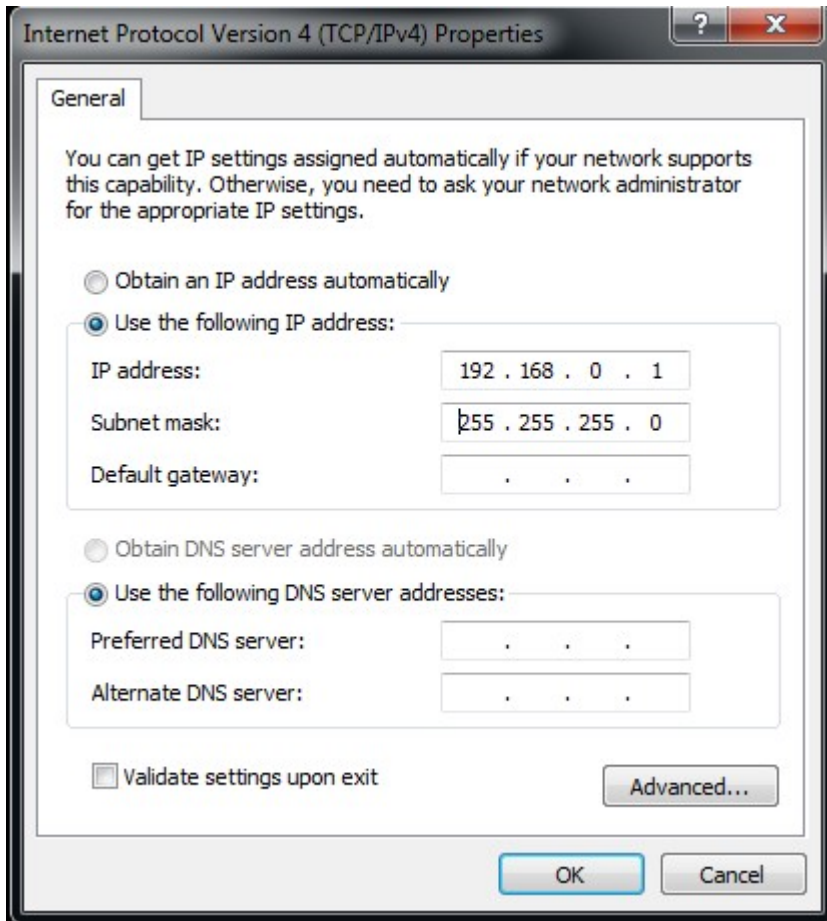 Internet Protocol Version 4 (TCP/IPv4) Properties
General
You can get IP settings assigned automatically if your network supports
this capability. Otherwise, you need to ask your network administrator
for the appropriate IP settings.
Obtain an IP address automatically
Use the following IP address:
IP address: 192 . 168 . 0 . 1
Subnet mask: 255 . 255 . 255 . 0
Default gateway: . . .
Obtain DNS server address automatically
Use the following DNS server addresses:
Preferred DNS server: . . .
Alternate DNS server: . . .
Validate settings upon exit
Advanced...
OK Cancel